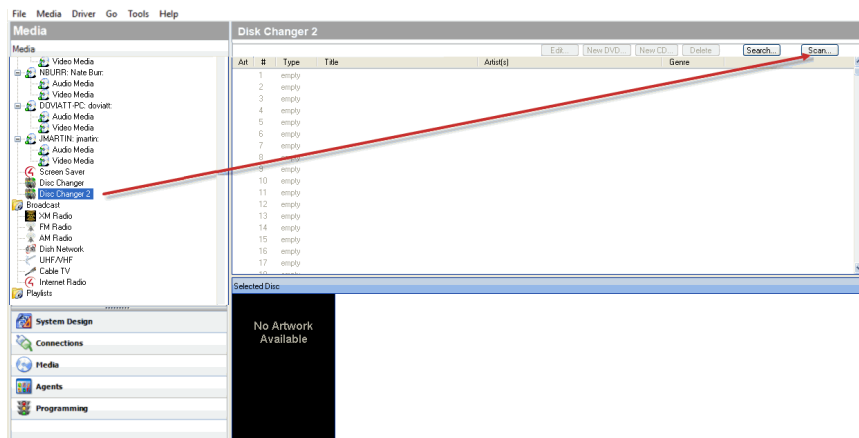 File Media Driver Go Tools Help
Media
Disk Changer 2
Media
Edit... New DVD... New CD... Delete Search... Scan...
Art # Type Title Artist(s) Genre
Video Media
NBURR: Nate Burr:
Audio Media
Video Media
DOVIATT-PC: doviatt:
Audio Media
Video Media
JMARTIN: jmartin:
Audio Media
Video Media
Screen Saver
Disc Changer
Disc Changer 2
Broadcast
XM Radio
FM Radio
AM Radio
Dish Network
UHF/VHF
Cable TV
Internet Radio
Playlists
1 empty
2 empty
3 empty
4 empty
5 empty
6 empty
7 empty
8 empty
9 empty
10 empty
11 empty
12 empty
13 empty
14 empty
15 empty
16 empty
17 empty
Selected Disc
No Artwork
Available
System Design
Connections
Media
Agents
Programming